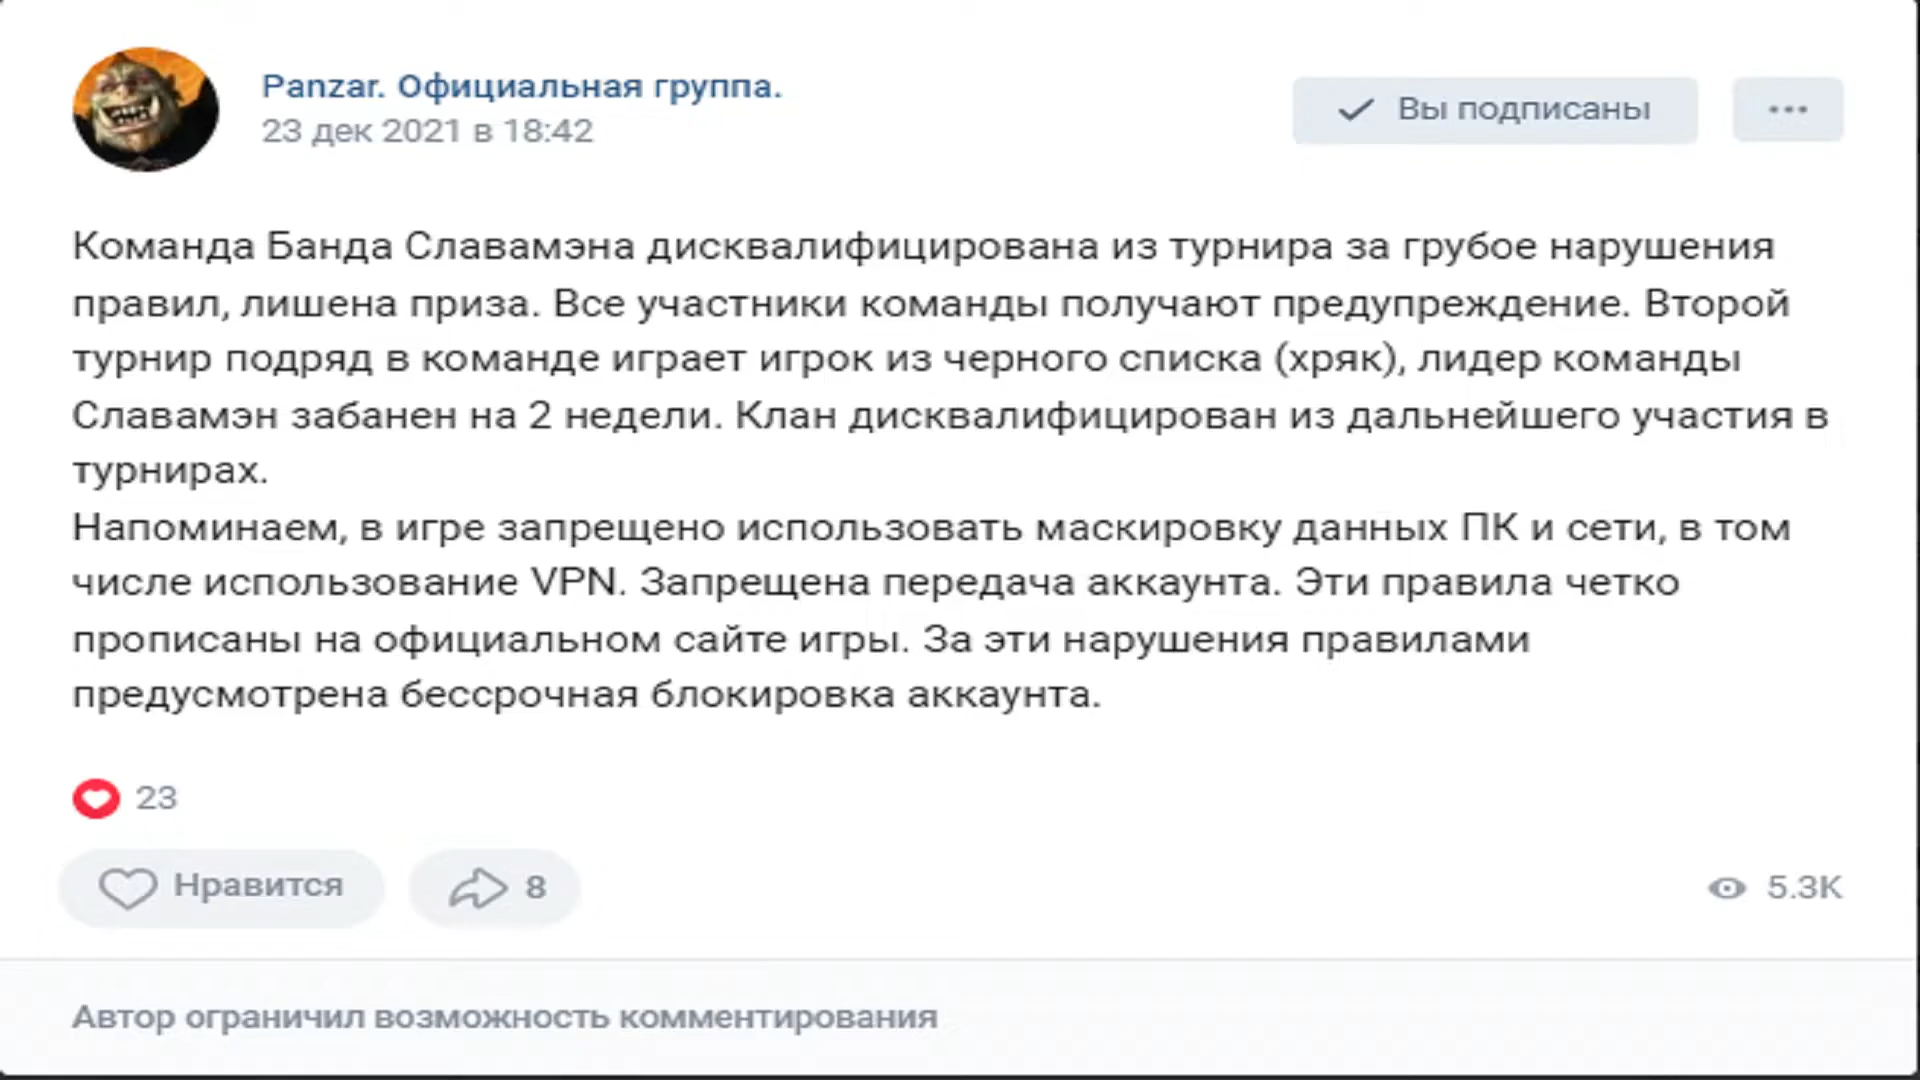 Panzar. Официальная группа.
23 дек 2021 в 18:42
Вы подписаны
Команда Банда Славамэна дисквалифицирована из турнира за грубое нарушения
правил, лишена приза. Все участники команды получают предупреждение. Второй
турнир подряд в команде играет игрок из черного списка (хряк), лидер команды
Славамэн забанен на 2 недели. Клан дисквалифицирован из дальнейшего участия в
турнирах.
Напоминаем, в игре запрещено использовать маскировку данных ПК и сети, в том
числе использование VPN. Запрещена передача аккаунта. Эти правила четко
прописаны на официальном сайте игры. За эти нарушения правилами
предусмотрена бессрочная блокировка аккаунта.
23
Нравится
8
5.3K
Автор ограничил возможность комментирования